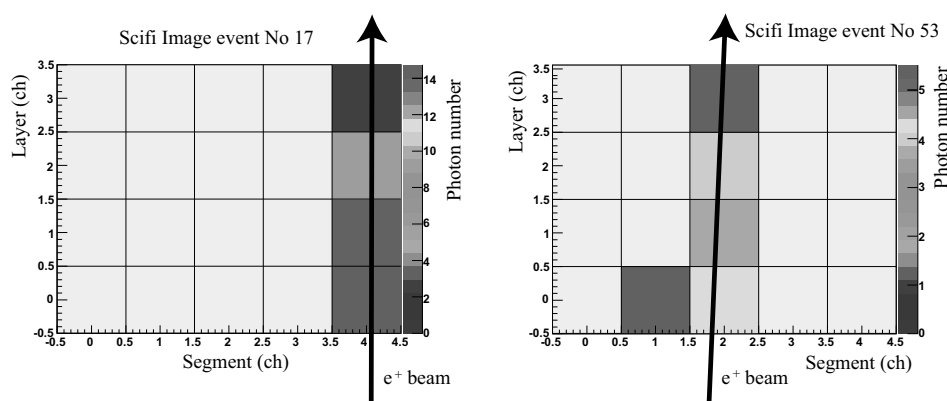 Scifi Image event No 17
Layer (ch)
3.5
3
2.5
2
1.5
1
0.5
0
-0.5
-0.5 0 0.5 1 1.5 2 2.5 3 3.5 4 4.5
Segment (ch)
e+ beam
14
12
10
8
6
4
2
0
Photon number
Scifi Image event No 53
Layer (ch)
3.5
3
2.5
2
1.5
1
0.5
0
-0.5
-0.5 0 0.5 1 1.5 2 2.5 3 3.5 4 4.5
Segment (ch)
e+ beam
5
4
3
2
1
0
Photon number